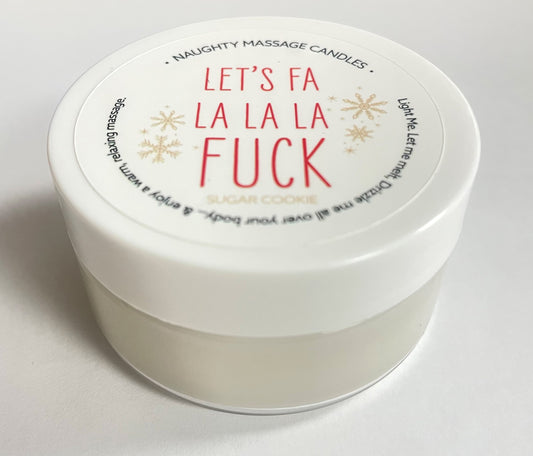 • NAUGHTY MASSAGE CANDLES •
LET'S FA
LA LA LA
FUCK
SUGAR COOKIE
Light Me. Let me melt, Drizzle me all over your body... & enjoy a warm, relaxing massage.